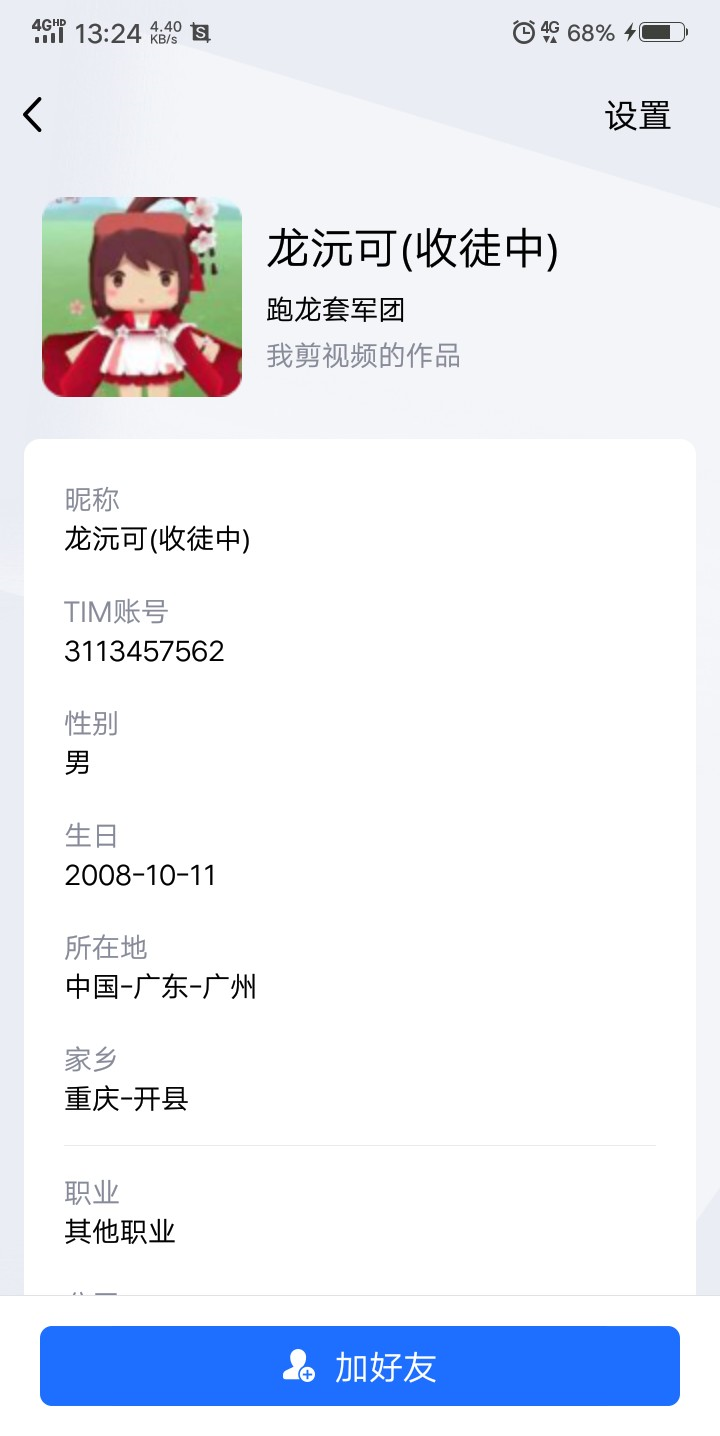 4GHD 13:24 4.40 KB/s 4G 68%
设置
龙沅可(收徒中)
跑龙套军团
我剪视频的作品
昵称
龙沅可(收徒中)
TIM账号
3113457562
性别
男
生日
2008-10-11
所在地
中国-广东-广州
家乡
重庆-开县
职业
其他职业
加好友